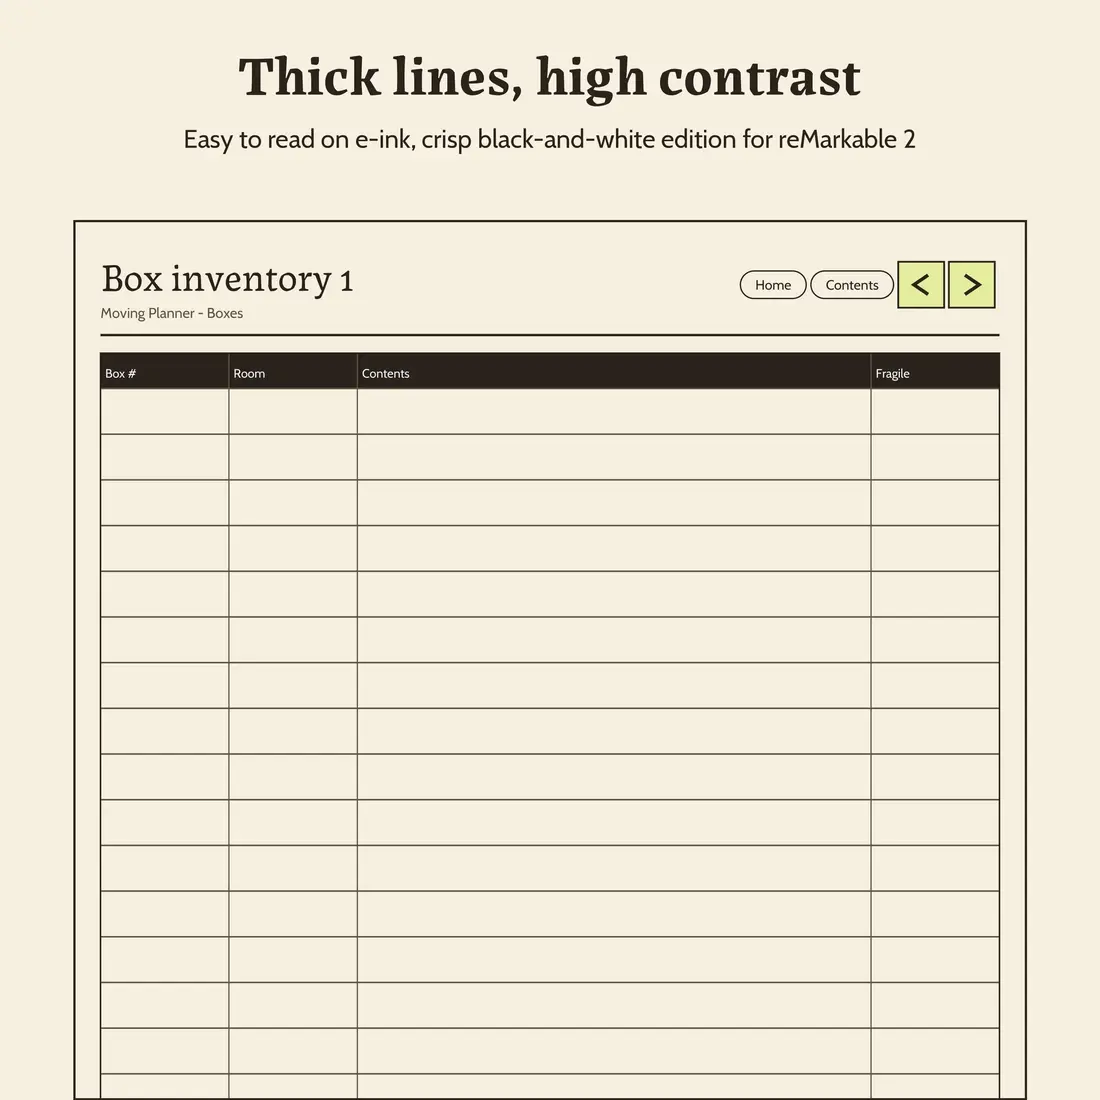 Thick lines, high contrast
Easy to read on e-ink, crisp black-and-white edition for reMarkable 2
Box inventory 1
Home Contents < >
Moving Planner - Boxes
Box # Room Contents Fragile